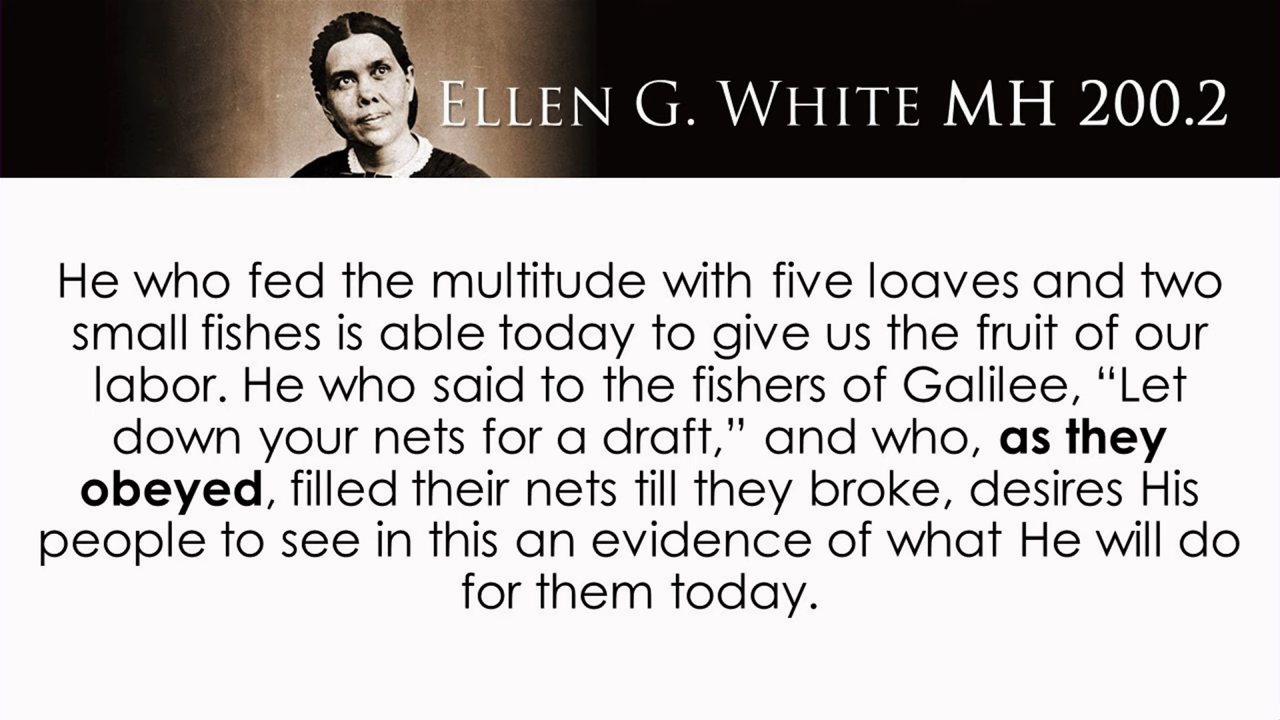 ELLEN G. WHITE MH 200.2
He who fed the multitude with five loaves and two
small fishes is able today to give us the fruit of our
labor. He who said to the fishers of Galilee, “Let
down your nets for a draft,” and who, as they
obeyed, filled their nets till they broke, desires His
people to see in this an evidence of what He will do
for them today.